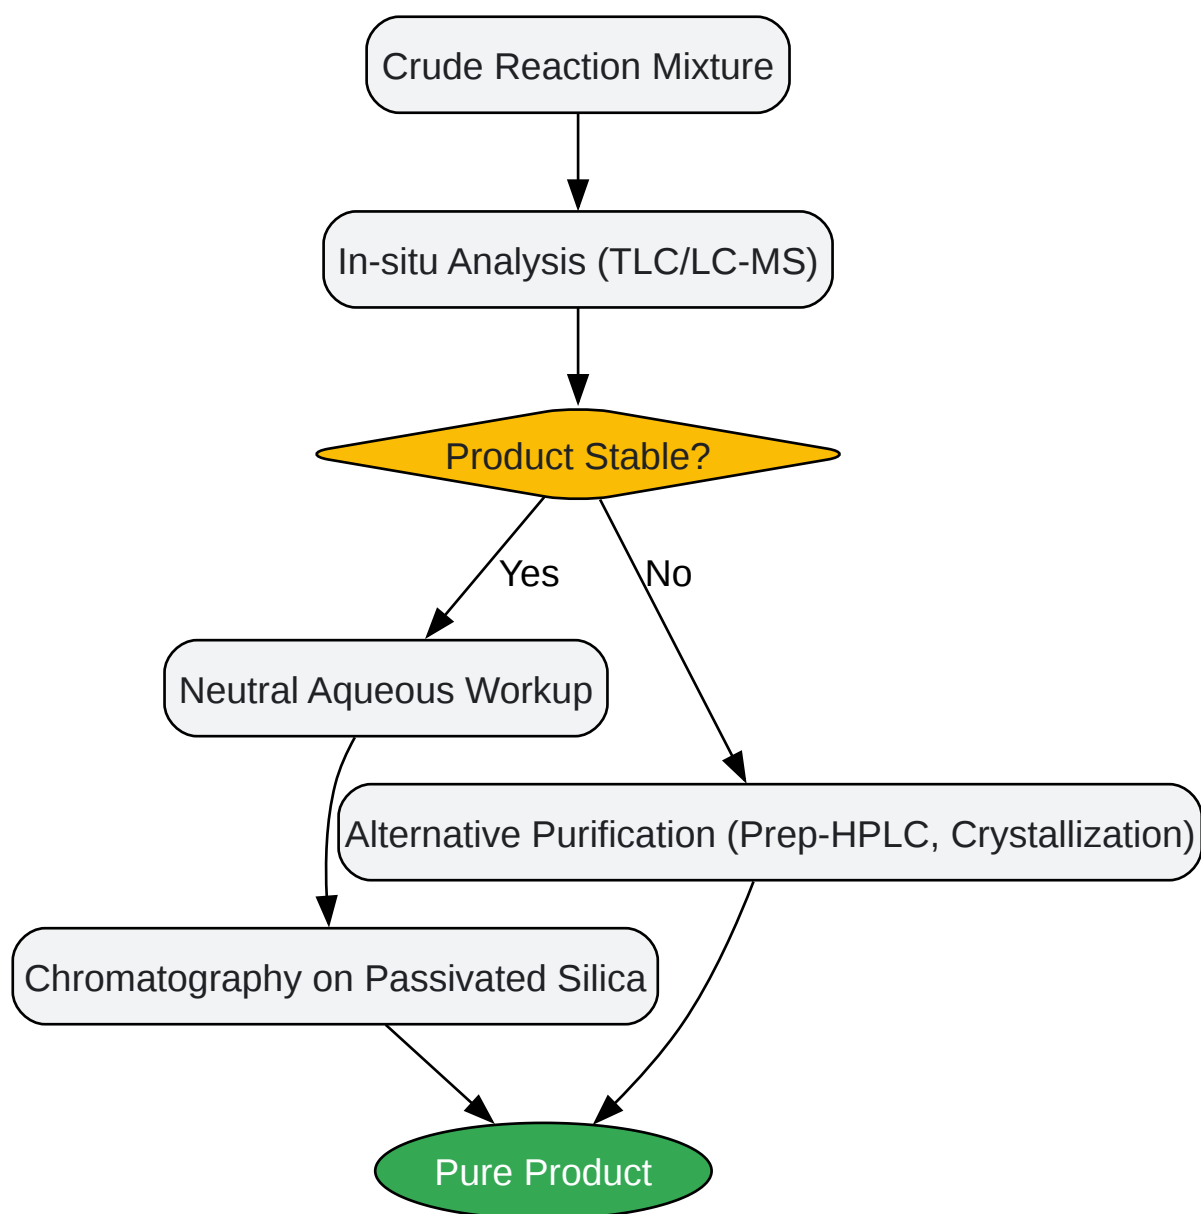 Crude Reaction Mixture
In-situ Analysis (TLC/LC-MS)
Product Stable?
Yes
No
Neutral Aqueous Workup
Alternative Purification (Prep-HPLC, Crystallization)
Chromatography on Passivated Silica
Pure Product